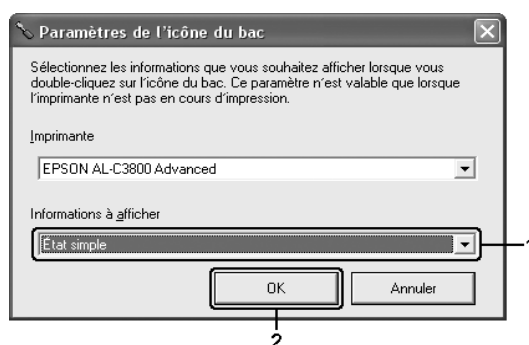 Paramètres de l'icône du bac
Sélectionnez les informations que vous souhaitez afficher lorsque vous
double-cliquez sur l'icône du bac. Ce paramètre n'est valable que lorsque
l'imprimante n'est pas en cours d'impression.
Imprimante
EPSON AL-C3800 Advanced
Informations à afficher
État simple
1
OK Annuler
2